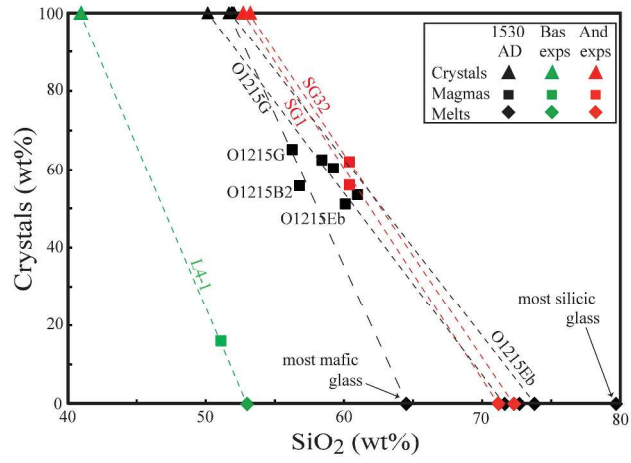 100
80
60
40
20
0
Crystals (wt%)
40
50
60
70
80
SiO2 (wt%)
1530
AD
Bas
exps
And
exps
Crystals
Magmas
Melts
O1215G
SG1
SG32
O1215G
O1215B2
O1215Eb
L4-1
most mafic
glass
most silicic
glass
O1215Eb